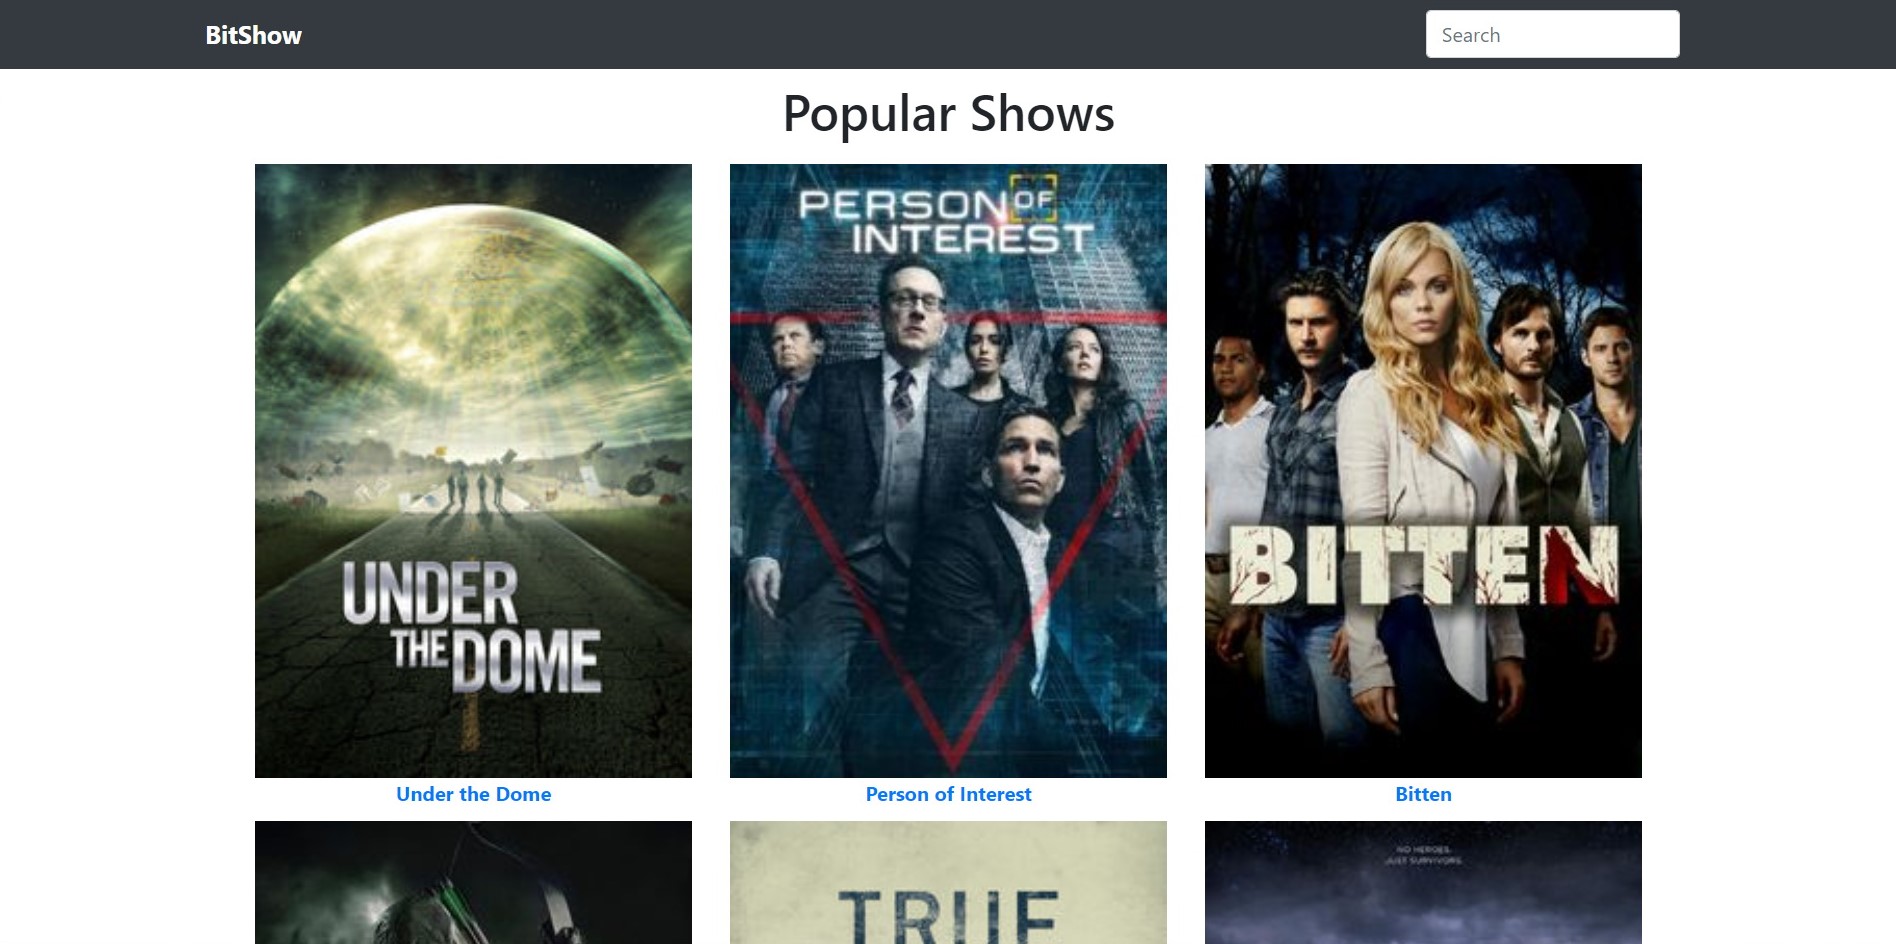 BitShow
Search
Popular Shows
UNDER
THE DOME
PERSON OF
INTEREST
BITTEN
Under the Dome
Person of Interest
Bitten
TRUE
NO HEROES.
JUST SURVIVORS.